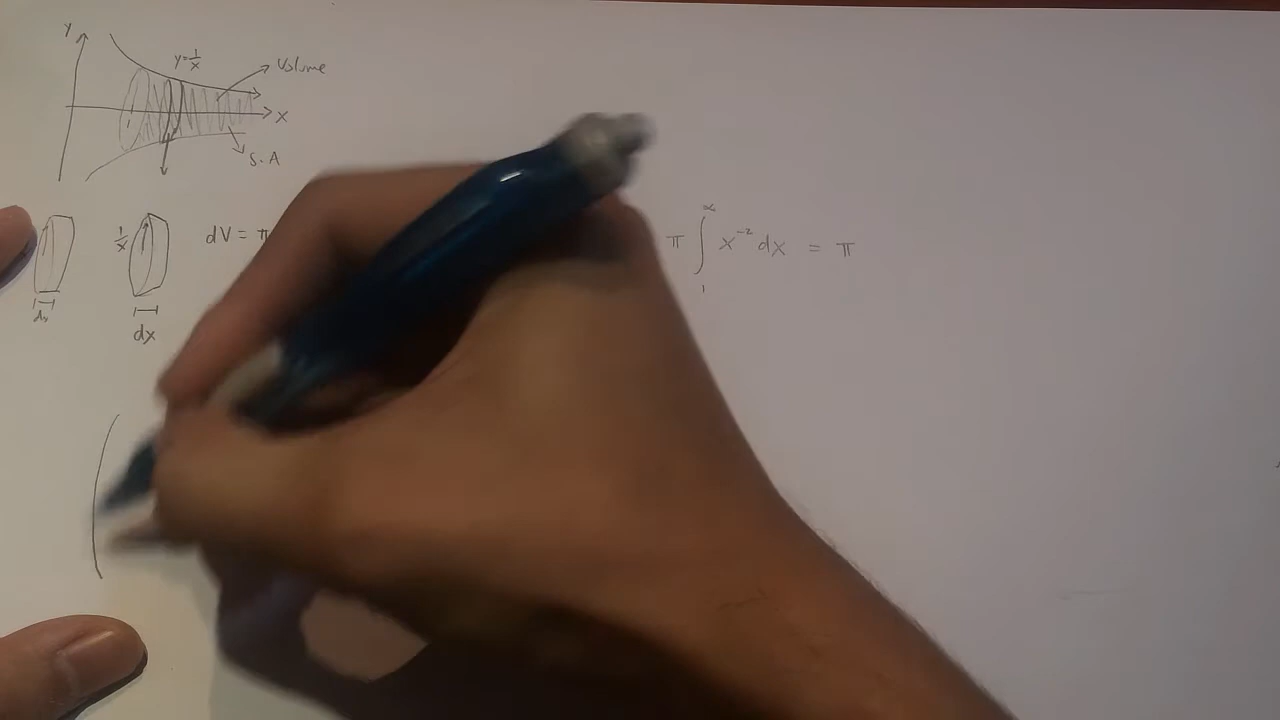 y
y=1/x
Volume
x
S.A
1/x
dV = π
π ∫₁^∞ x⁻² dx = π
dx
dx